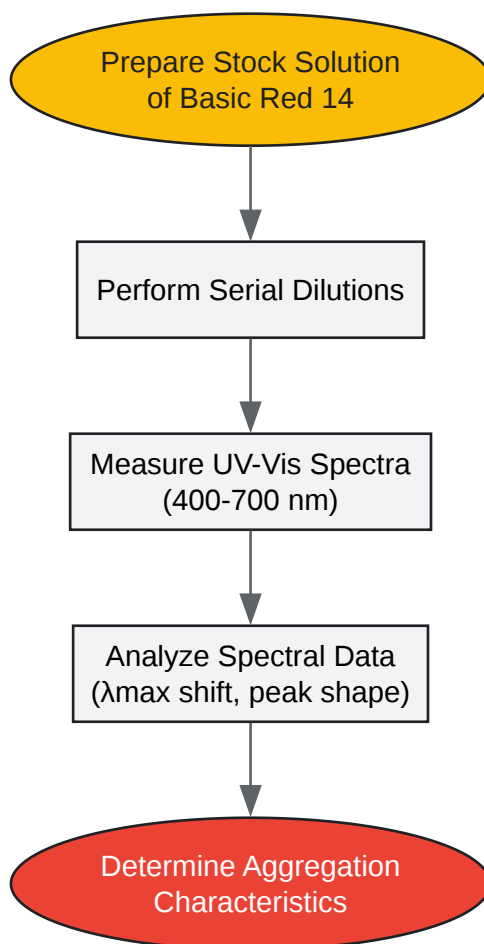 Prepare Stock Solution
of Basic Red 14
Perform Serial Dilutions
Measure UV-Vis Spectra
(400-700 nm)
Analyze Spectral Data
(λmax shift, peak shape)
Determine Aggregation
Characteristics